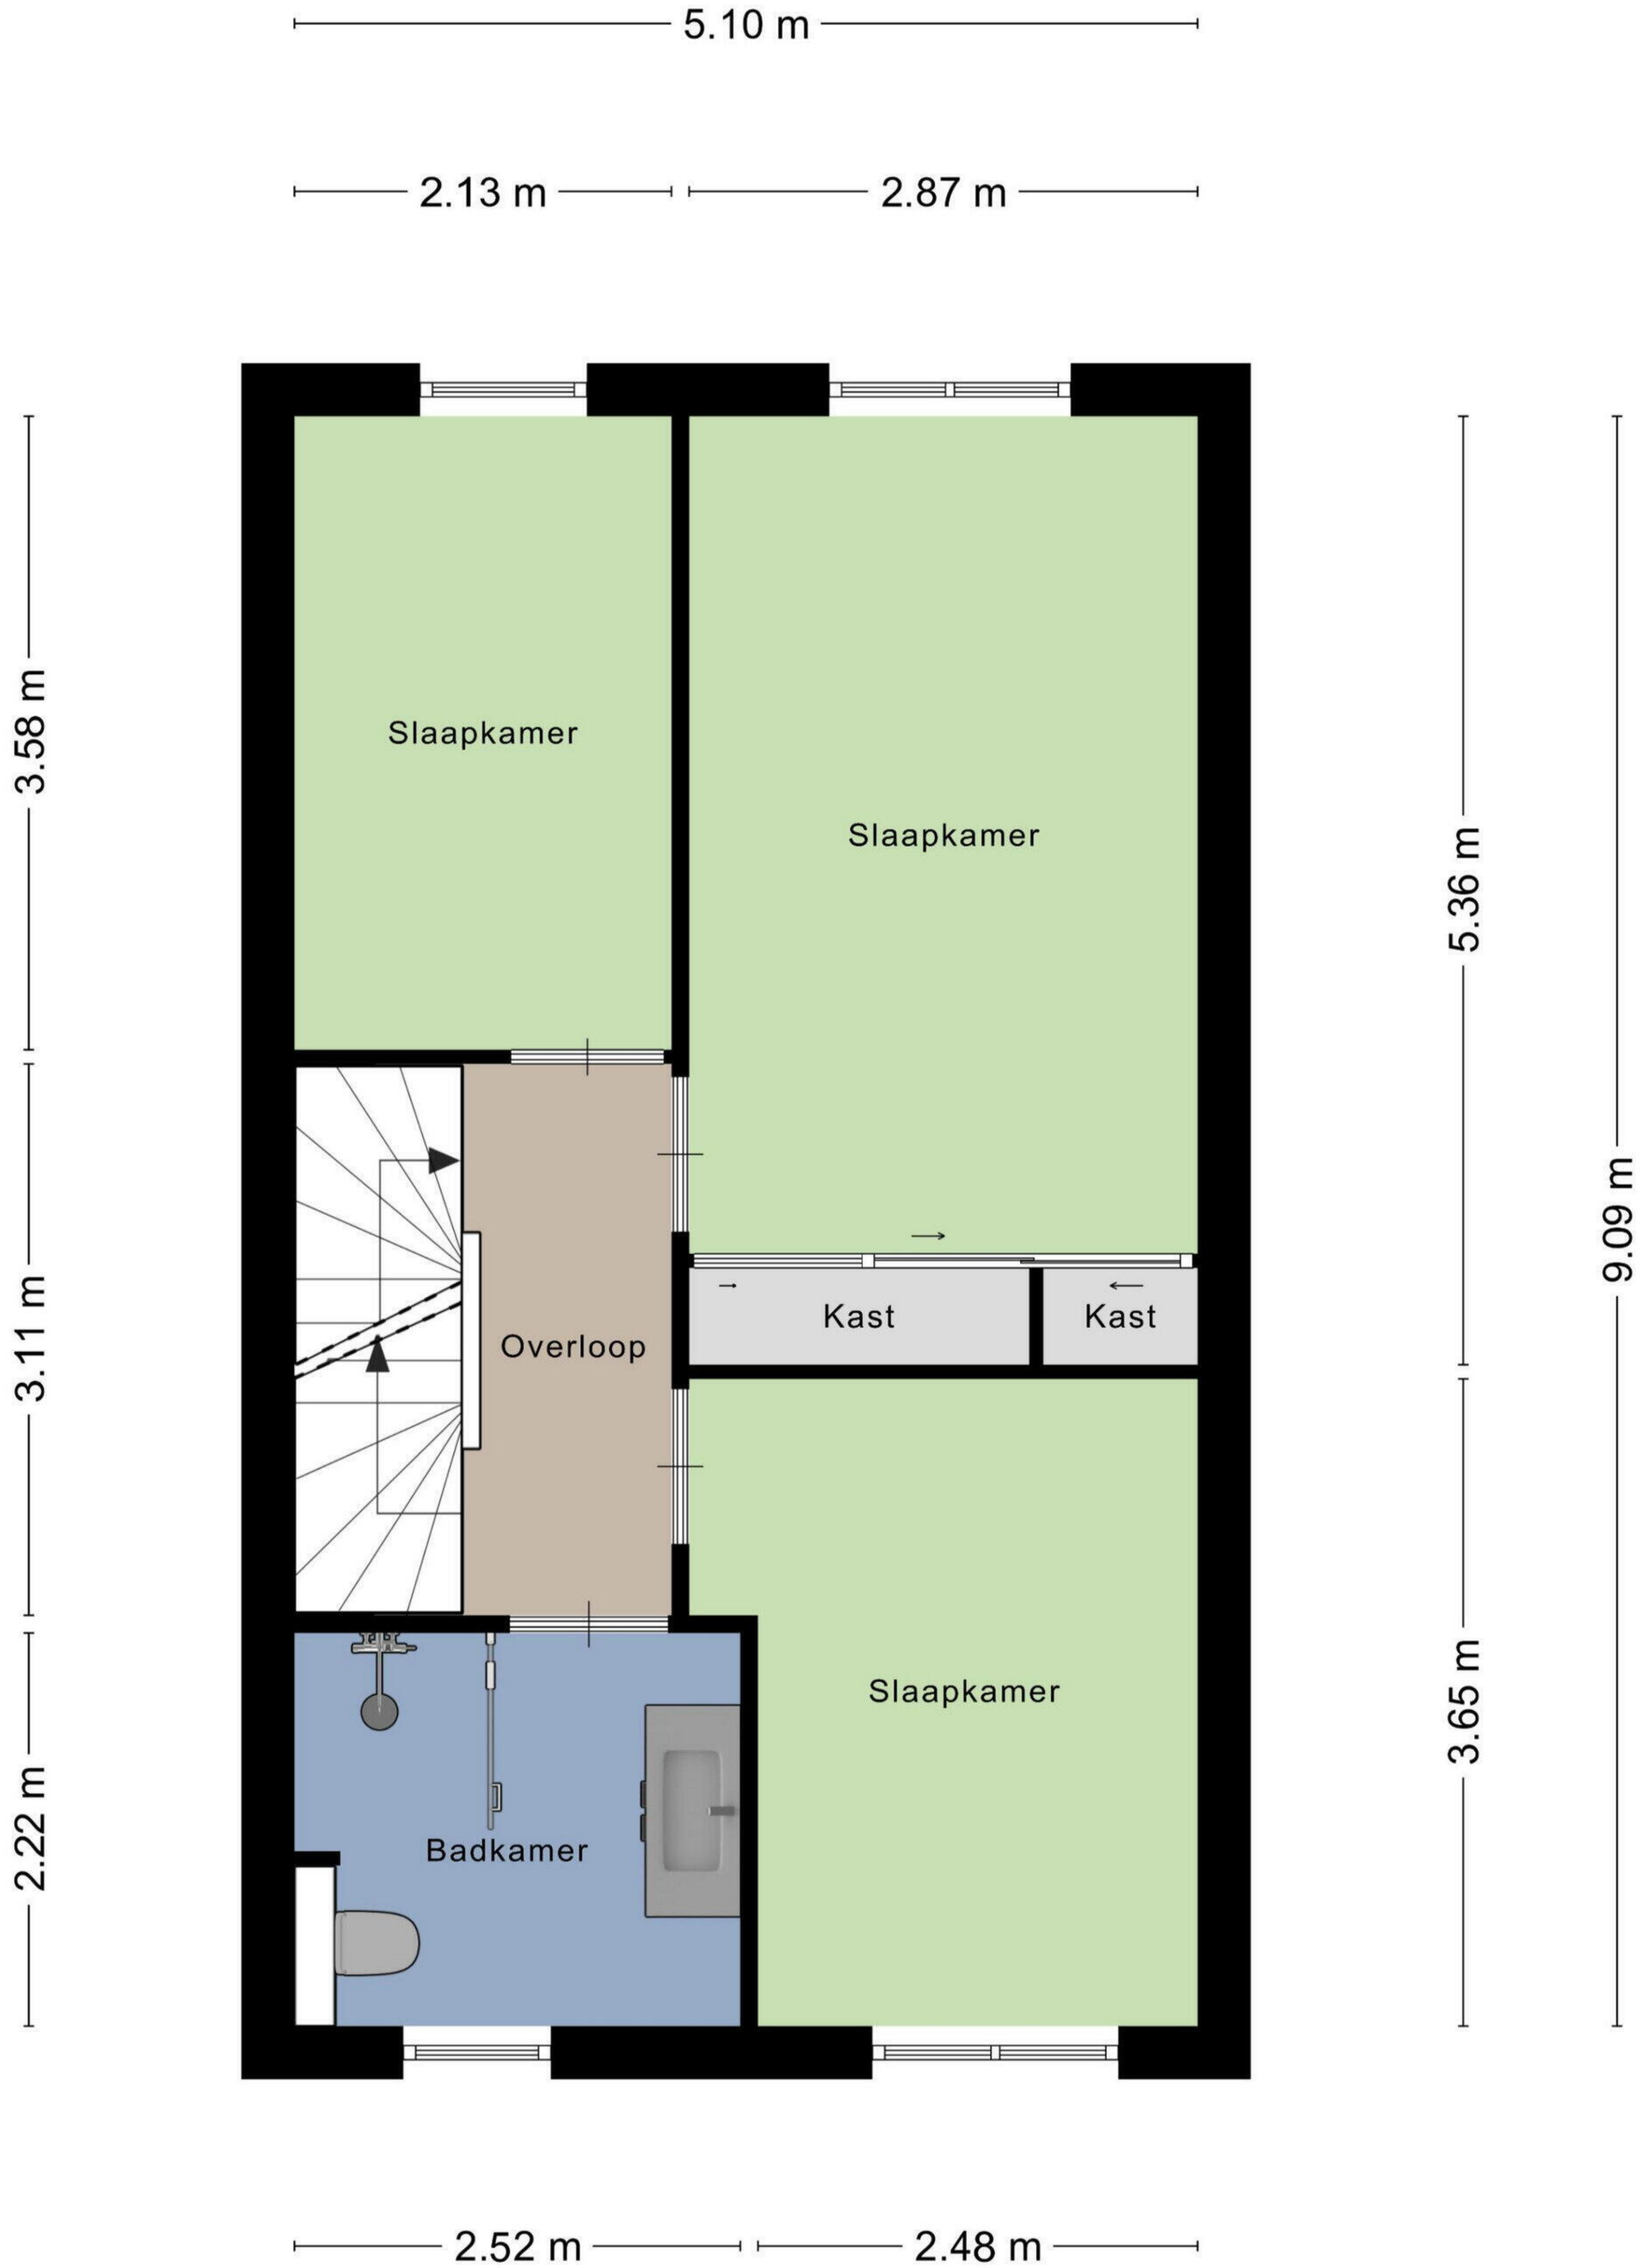 5.10 m
2.13 m
2.87 m
Slaapkamer
3.58 m
Slaapkamer
5.36 m
9.09 m
Kast
Kast
3.11 m
Overloop
Slaapkamer
3.65 m
2.22 m
Badkamer
2.52 m
2.48 m